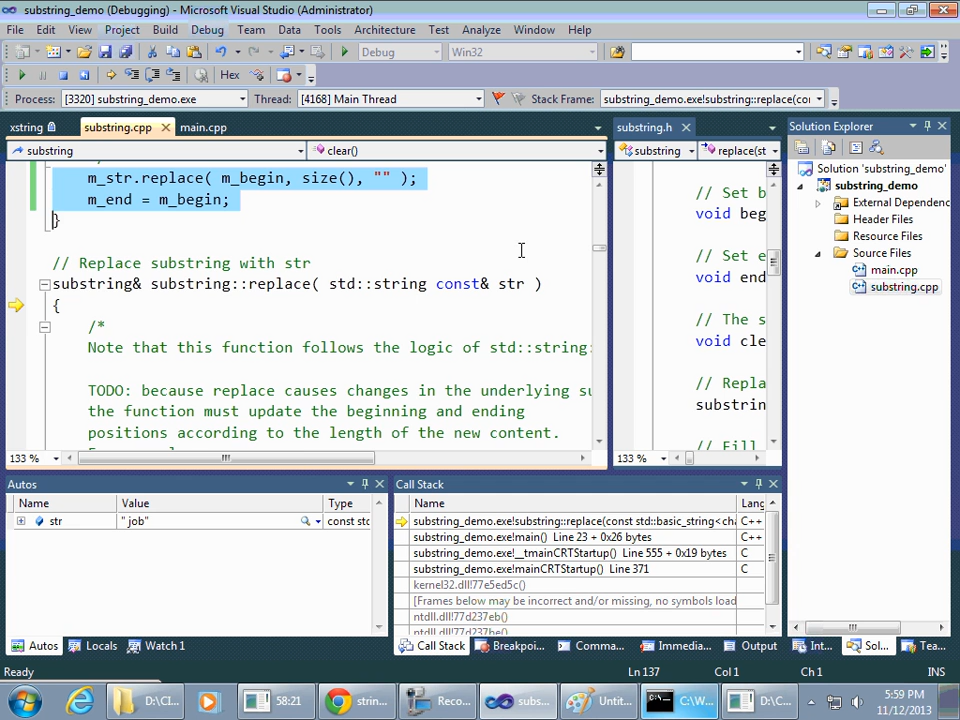 substring_demo (Debugging) - Microsoft Visual Studio (Administrator)
File Edit View Project Build Debug Team Data Tools Architecture Test Analyze Window Help
Debug Win32
Hex
Process: [3320] substring_demo.exe Thread: [4168] Main Thread Stack Frame: substring_demo.exe!substring::replace(co
xstring substring.cpp main.cpp substring.h Solution Explorer
substring clear() substring replace(st
m_str.replace( m_begin, size(), "" );
m_end = m_begin;
}
// Replace substring with str
substring& substring::replace( std::string const& str )
{
/*
Note that this function follows the logic of std::string:
TODO: because replace causes changes in the underlying su
the function must update the beginning and ending
positions according to the length of the new content.
133 %
// Set b
void beg
// Set e
void end
// The s
void cle
// Repla
substrin
// Fill
133 %
Solution 'substring_demo'
substring_demo
External Dependenc
Header Files
Resource Files
Source Files
main.cpp
substring.cpp
Autos
Name Value Type
str "job" const std
Autos Locals Watch 1
Call Stack
Name Lang
substring_demo.exe!substring::replace(const std::basic_string<cha C++
substring_demo.exe!main() Line 23 + 0x26 bytes C++
substring_demo.exe!__tmainCRTStartup() Line 555 + 0x19 bytes C
substring_demo.exe!mainCRTStartup() Line 371 C
kernel32.dll!77e5ed5c()
[Frames below may be incorrect and/or missing, no symbols load
ntdll.dll!77d237eb()
Call Stack Breakpoi... Comma... Immedia... Output Int... Sol... Tea...
Ready Ln 137 Col 1 Ch 1 INS
D:\CI... 58:21 strin... Reco... subs... Untit... C:\W... D:\C... 5:59 PM
11/12/2013